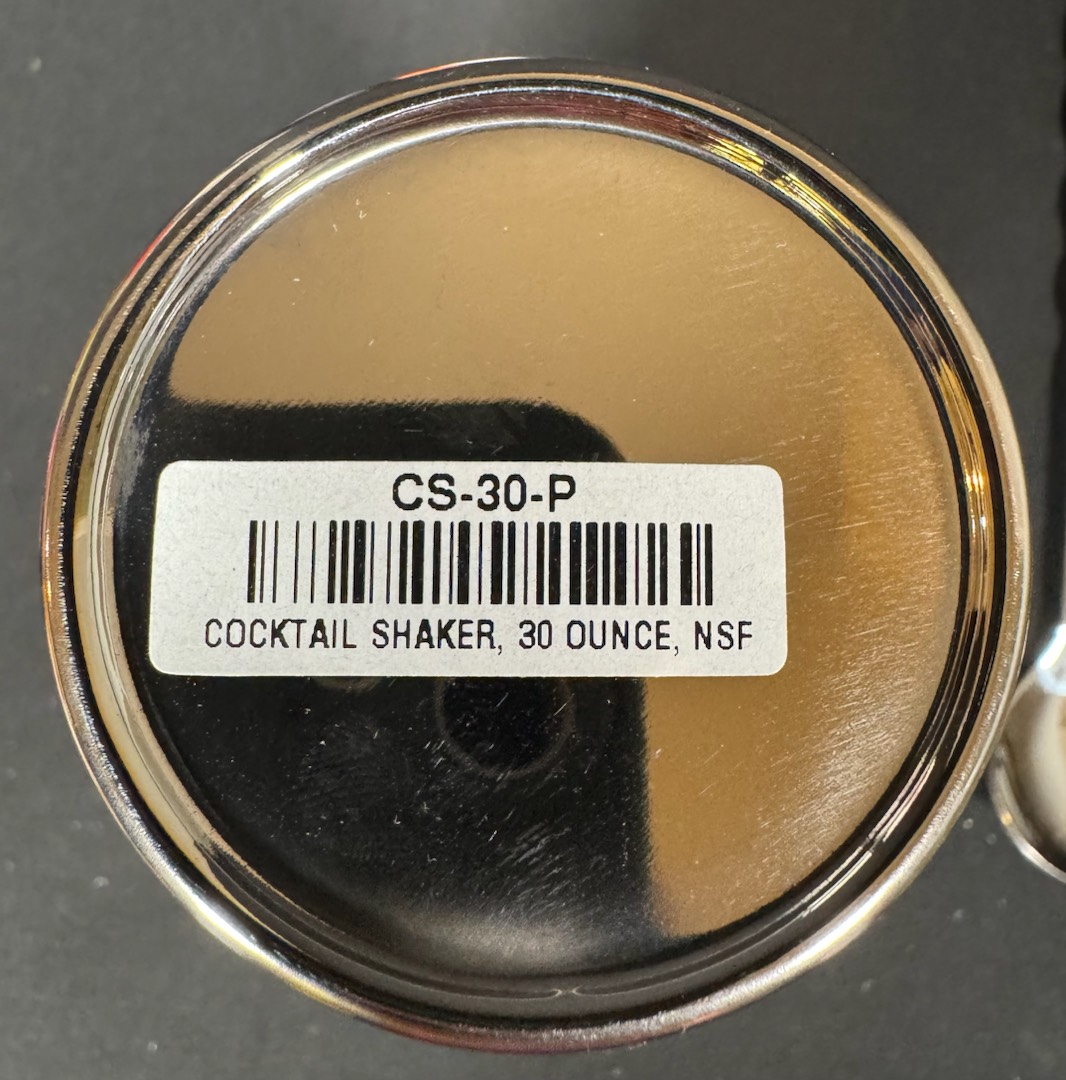 CS-30-P
COCKTAIL SHAKER, 30 OUNCE, NSF